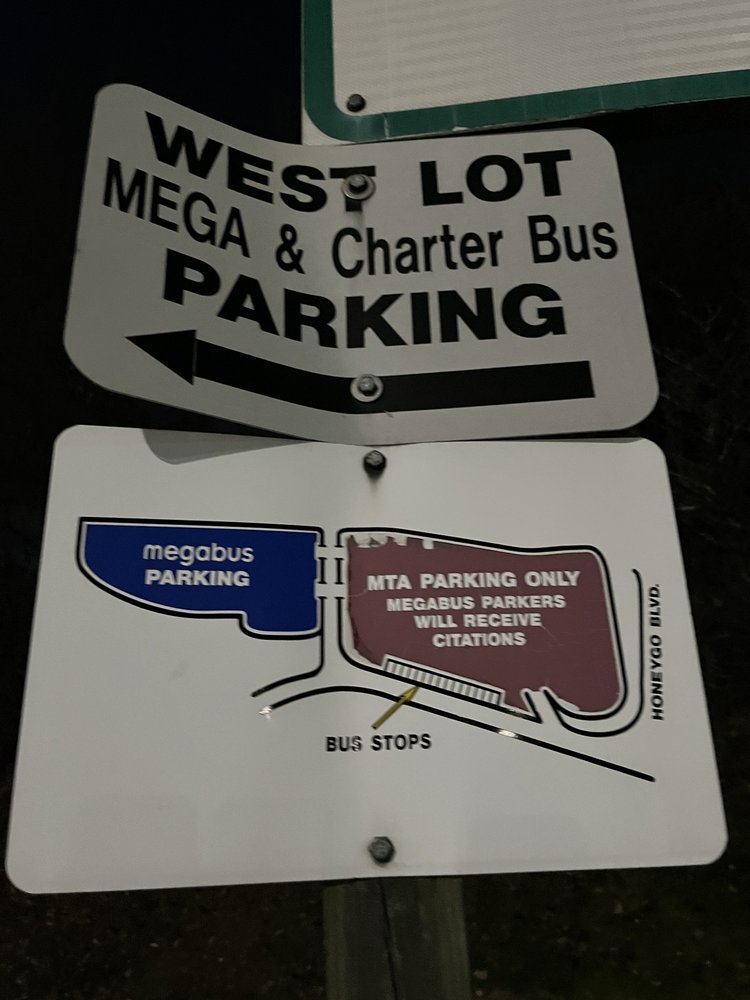 WEST LOT
MEGA & Charter Bus
PARKING
megabus
PARKING
MTA PARKING ONLY
MEGABUS PARKERS
WILL RECEIVE
CITATIONS
HONEYGO BLVD.
BUS STOPS